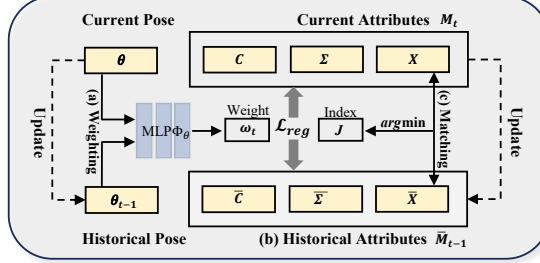 Current Pose
Current Attributes M_t
θ
C
Σ
X
Update
(a) Weighting
MLPΦ_θ
Weight
ω_t
ℒ_reg
Index
J
argmin
(c) Matching
Update
θ_{t−1}
C̅
Σ̅
X̅
Historical Pose
(b) Historical Attributes M̅_{t−1}